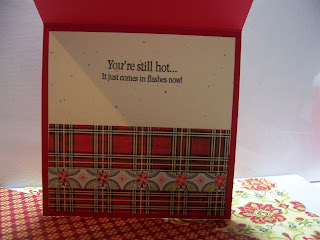 You're still hot...
It just comes in flashes now!